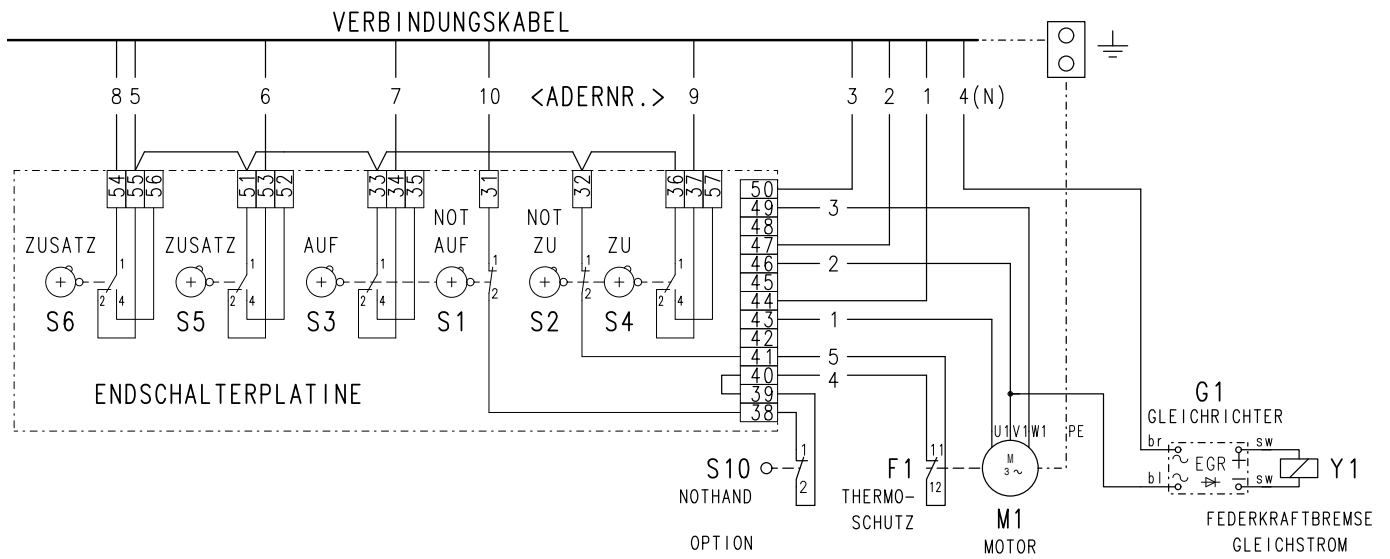 VERBINDUNGSKABEL
8 5 6 7 10 <ADERNR.> 9 3 2 1 4(N)
54 55 56 51 53 52 33 34 35 31 32 36 37 57
50
49 3
48
47
46 2
45
44
43 1
42
41 5
40 4
39
38
NOT NOT
ZUSATZ ZUSATZ AUF AUF ZU ZU
1 1 1 1 1 1
2 4 2 4 2 4 2 2 2 4
S6 S5 S3 S1 S2 S4
ENDSCHALTERPLATINE
G1
GLEICHRICHTER
U1 V1 W1 PE
br sw
EGR
bl sw
Y1
S10
1
2
NOTHAND
F1
11
12
THERMO-
SCHUTZ
M
3~
M1
MOTOR
FEDERKRAFTBREMSE
GLEICHSTROM
OPTION